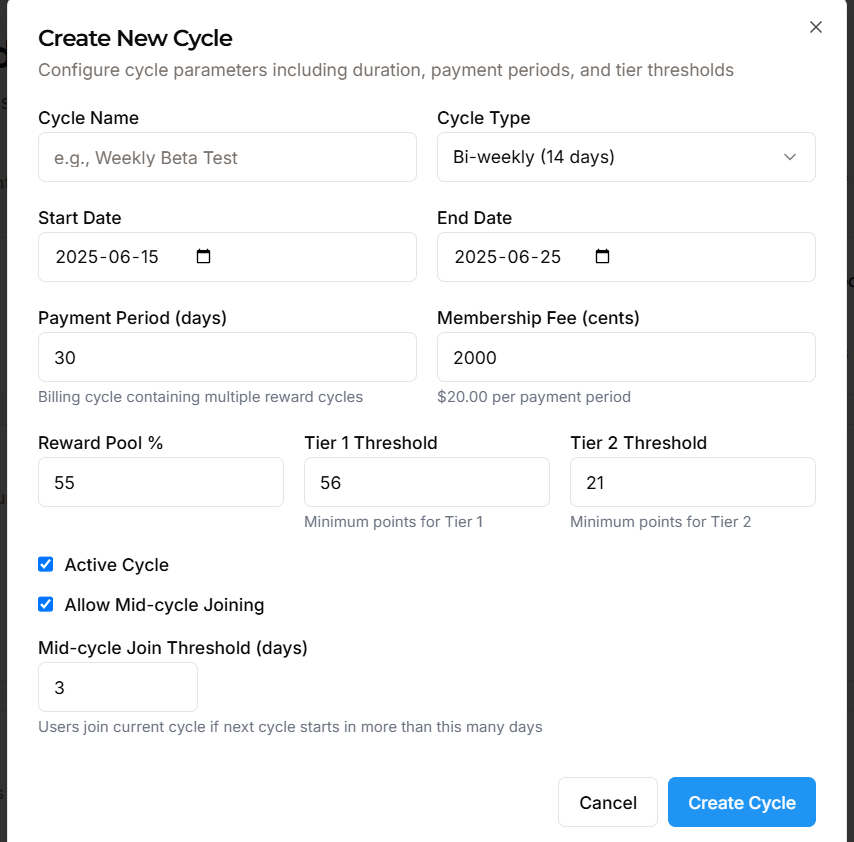 Create New Cycle
Configure cycle parameters including duration, payment periods, and tier thresholds
Cycle Name
Cycle Type
e.g., Weekly Beta Test
Bi-weekly (14 days)
Start Date
End Date
2025-06-15
2025-06-25
Payment Period (days)
Membership Fee (cents)
30
2000
Billing cycle containing multiple reward cycles
$20.00 per payment period
Reward Pool %
Tier 1 Threshold
Tier 2 Threshold
55
56
21
Minimum points for Tier 1
Minimum points for Tier 2
Active Cycle
Allow Mid-cycle Joining
Mid-cycle Join Threshold (days)
3
Users join current cycle if next cycle starts in more than this many days
Cancel
Create Cycle